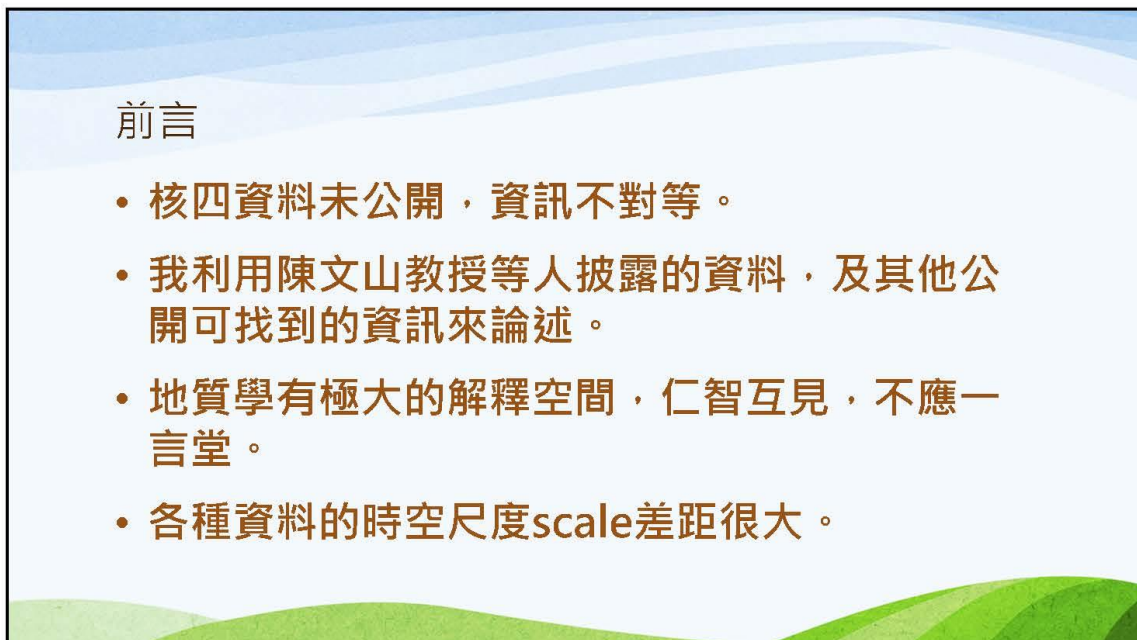 前言
• 核四資料未公開，資訊不對等。
• 我利用陳文山教授等人披露的資料，及其他公
開可找到的資訊來論述。
• 地質學有極大的解釋空間，仁智互見，不應一
言堂。
• 各種資料的時空尺度scale差距很大。